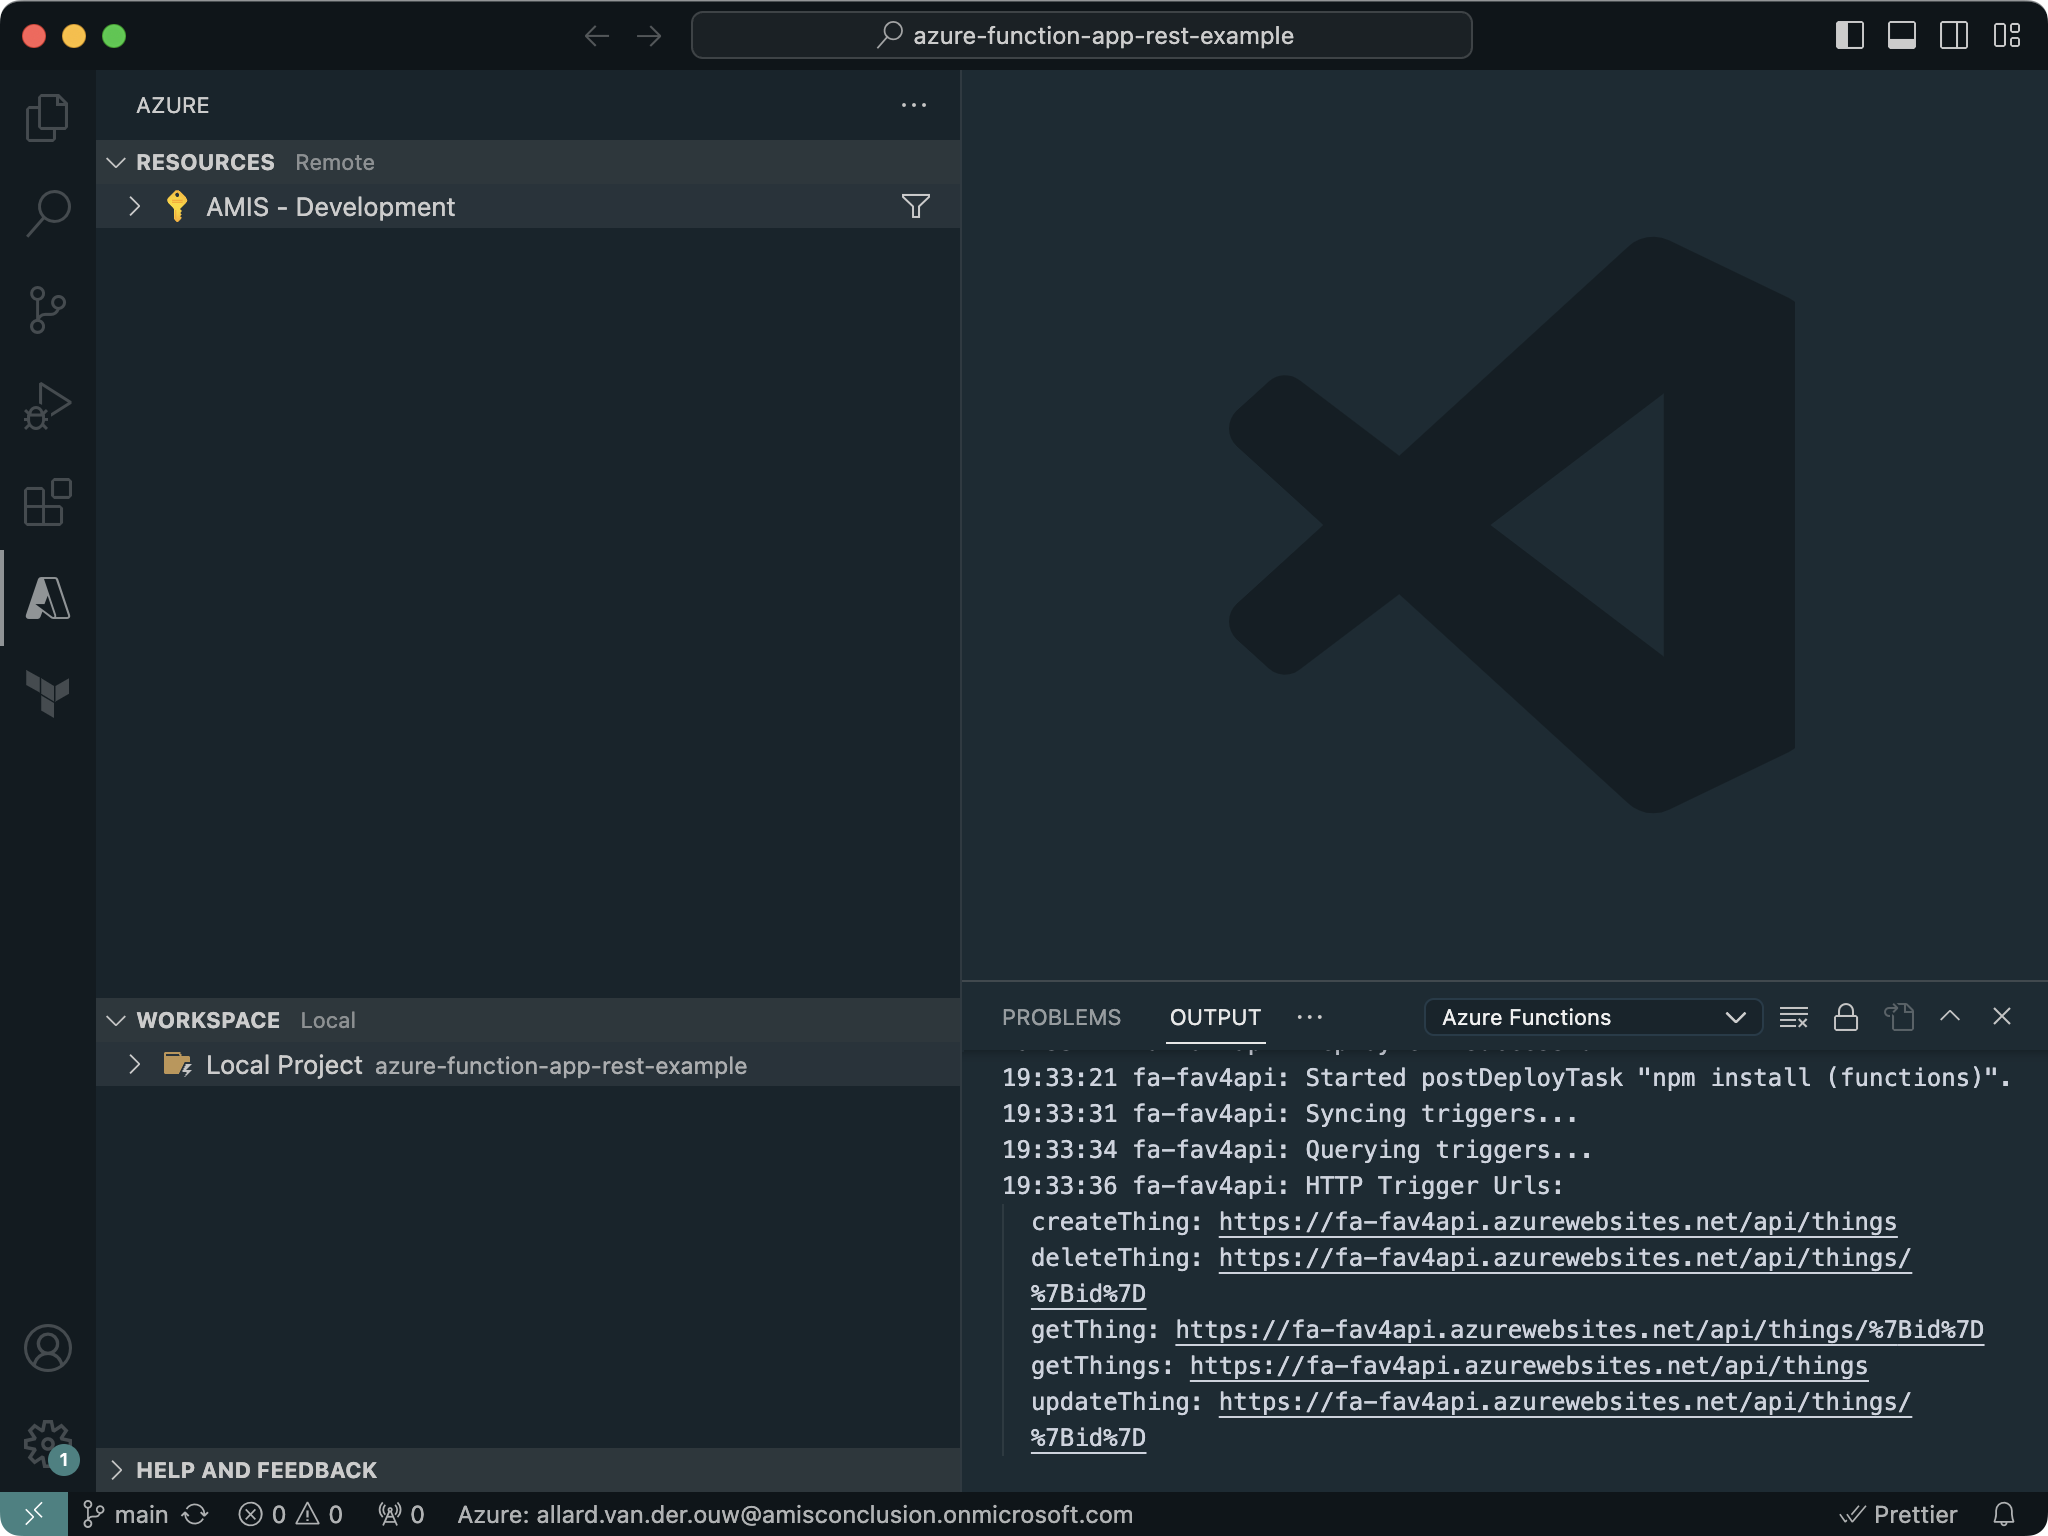 azure-function-app-rest-example
AZURE
RESOURCES Remote
AMIS - Development
WORKSPACE Local
Local Project azure-function-app-rest-example
HELP AND FEEDBACK
PROBLEMS OUTPUT Azure Functions
19:33:21 fa-fav4api: Started postDeployTask "npm install (functions)".
19:33:31 fa-fav4api: Syncing triggers...
19:33:34 fa-fav4api: Querying triggers...
19:33:36 fa-fav4api: HTTP Trigger Urls:
createThing: https://fa-fav4api.azurewebsites.net/api/things
deleteThing: https://fa-fav4api.azurewebsites.net/api/things/
%7Bid%7D
getThing: https://fa-fav4api.azurewebsites.net/api/things/%7Bid%7D
getThings: https://fa-fav4api.azurewebsites.net/api/things
updateThing: https://fa-fav4api.azurewebsites.net/api/things/
%7Bid%7D
1
main 0 0 0 Azure: allard.van.der.ouw@amisconclusion.onmicrosoft.com Prettier